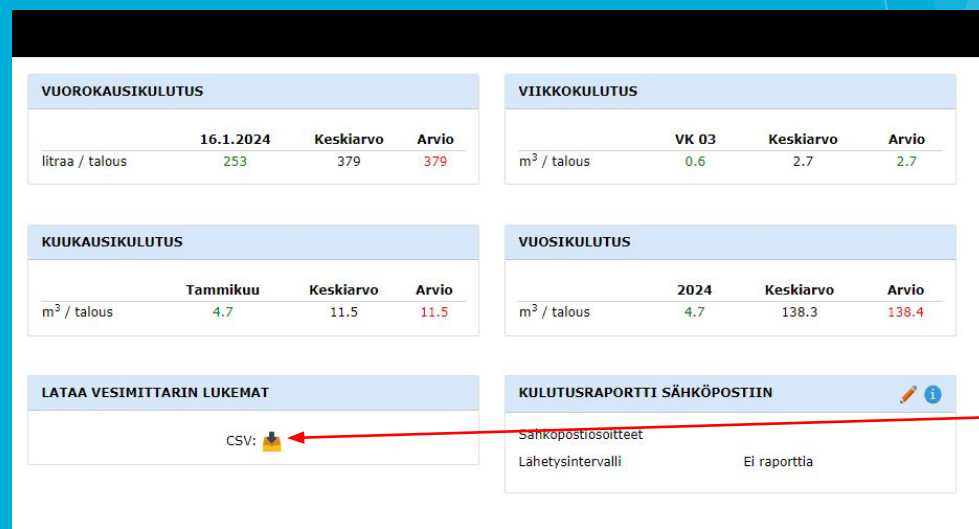 VUOROKAUSIKULUTUS
16.1.2024 Keskiarvo Arvio
litraa / talous 253 379 379
VIIKKOKULUTUS
VK 03 Keskiarvo Arvio
m³ / talous 0.6 2.7 2.7
KUUKAUSIKULUTUS
Tammikuu Keskiarvo Arvio
m³ / talous 4.7 11.5 11.5
VUOSIKULUTUS
2024 Keskiarvo Arvio
m³ / talous 4.7 138.3 138.4
LATAA VESIMITTARIN LUKEMAT
CSV:
KULUTUSRAPORTTI SÄHKÖPOSTIIN
Sähköpostiosoitteet
Lähetysintervalli Ei raporttia